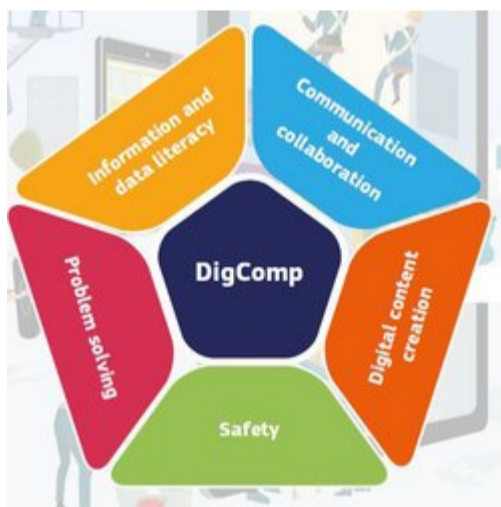 Information and
data literacy
Communication
and
collaboration
DigComp
Problem solving
Digital content
creation
Safety